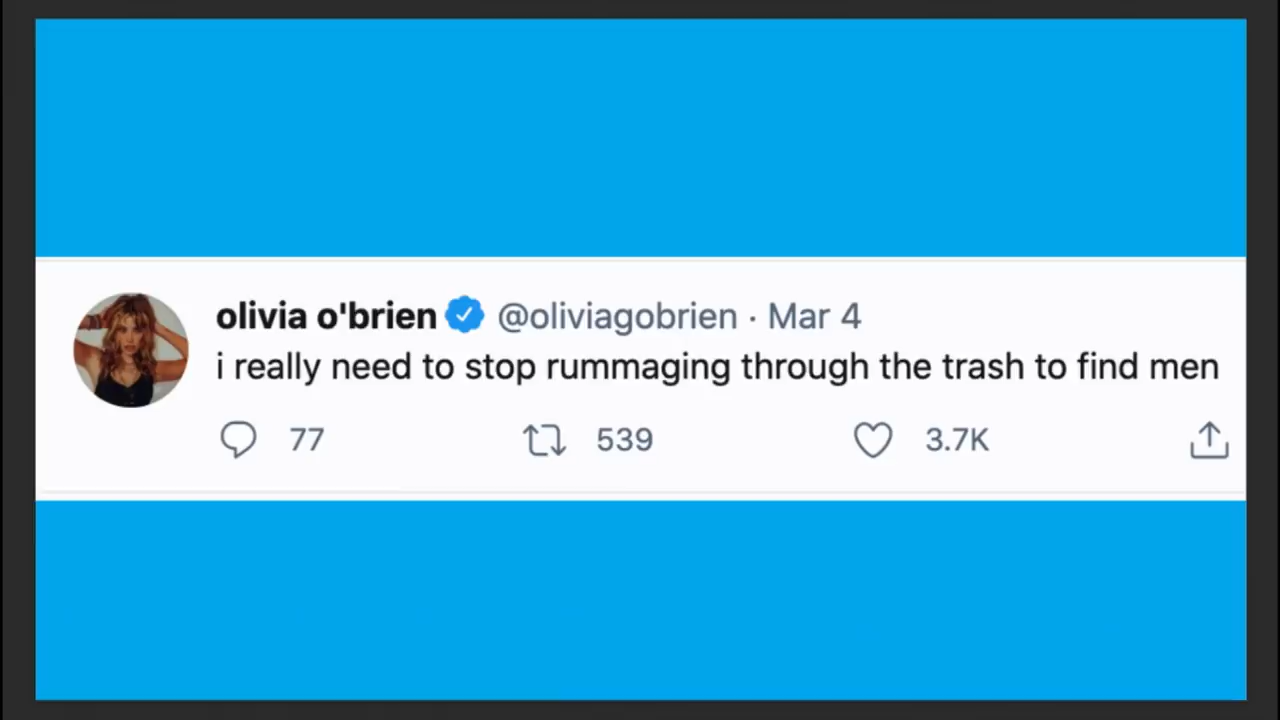 olivia o'brien @oliviagobrien · Mar 4
i really need to stop rummaging through the trash to find men
77 539 3.7K